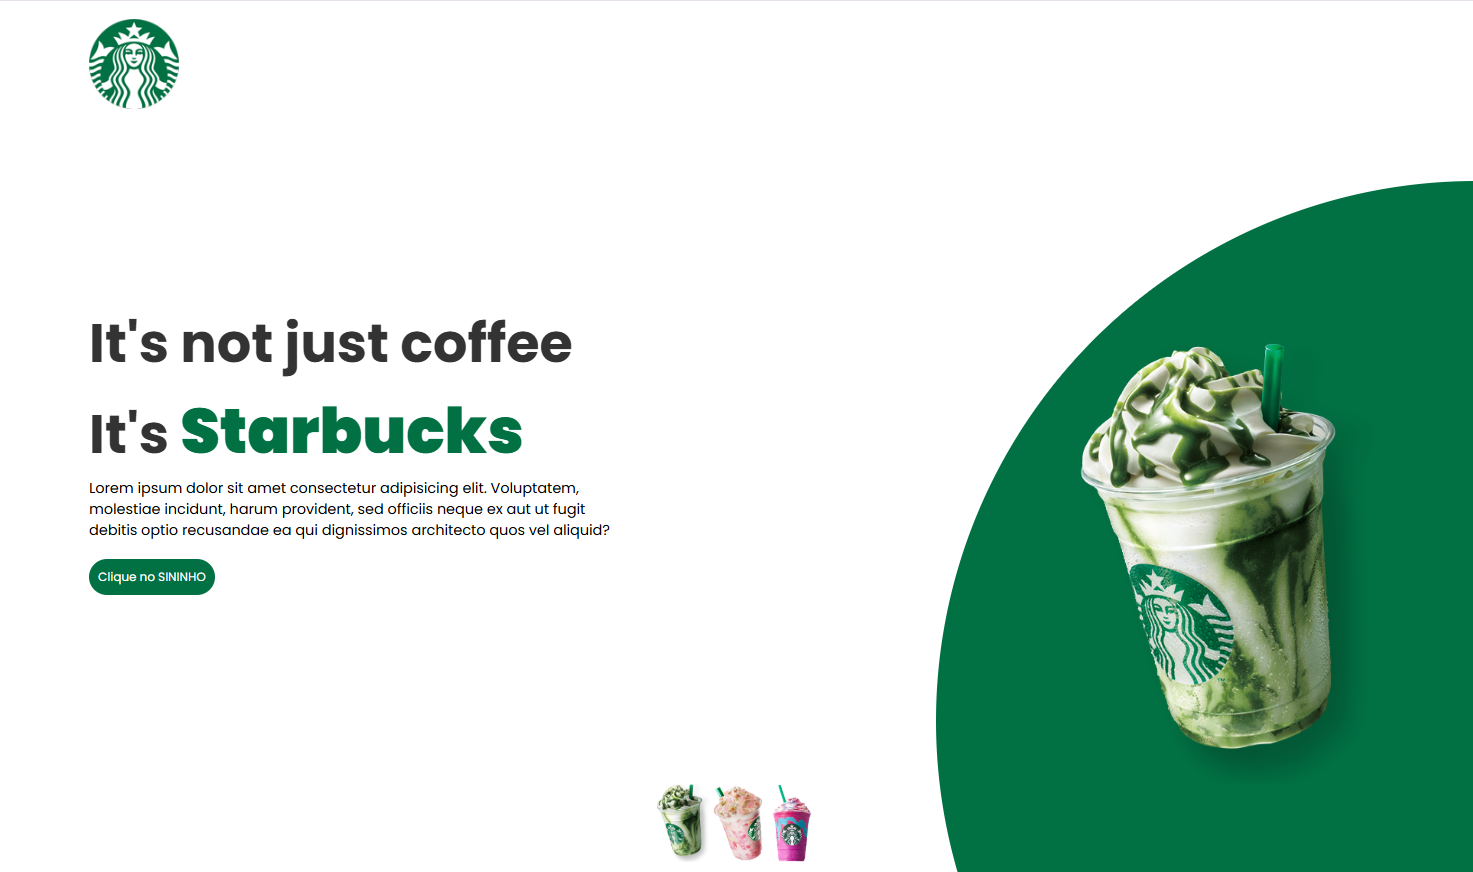 It's not just coffee
It's Starbucks
Lorem ipsum dolor sit amet consectetur adipisicing elit. Voluptatem,
molestiae incidunt, harum provident, sed officiis neque ex aut ut fugit
debitis optio recusandae ea qui dignissimos architecto quos vel aliquid?
Clique no SININHO
TM